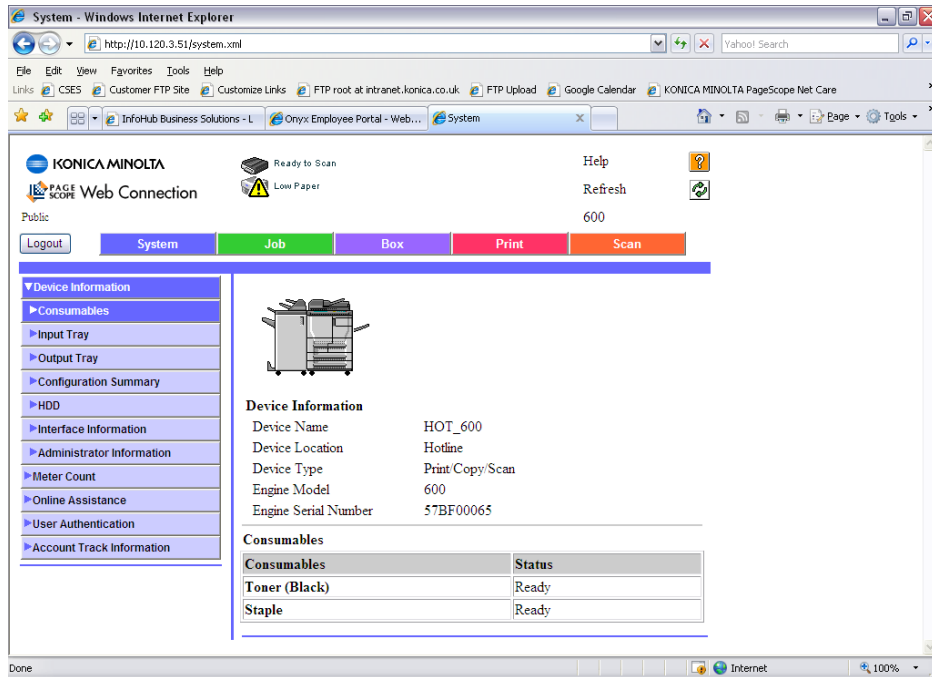 System - Windows Internet Explorer
http://10.120.3.51/system.xml
Yahoo! Search
File Edit View Favorites Tools Help
Links CSES Customer FTP Site Customize Links FTP root at intranet.konica.co.uk FTP Upload Google Calendar KONICA MINOLTA PageScope Net Care
InfoHub Business Solutions - L Onyx Employee Portal - Web... System Page Tools
KONICA MINOLTA Ready to Scan Help
PAGE SCOPE Web Connection Low Paper Refresh
Public 600
Logout System Job Box Print Scan
Device Information
Consumables
Input Tray
Output Tray
Configuration Summary
HDD
Interface Information
Administrator Information
Meter Count
Online Assistance
User Authentication
Account Track Information
Device Information
Device Name HOT_600
Device Location Hotline
Device Type Print/Copy/Scan
Engine Model 600
Engine Serial Number 57BF00065
Consumables
Consumables Status
Toner (Black) Ready
Staple Ready
Done Internet 100%